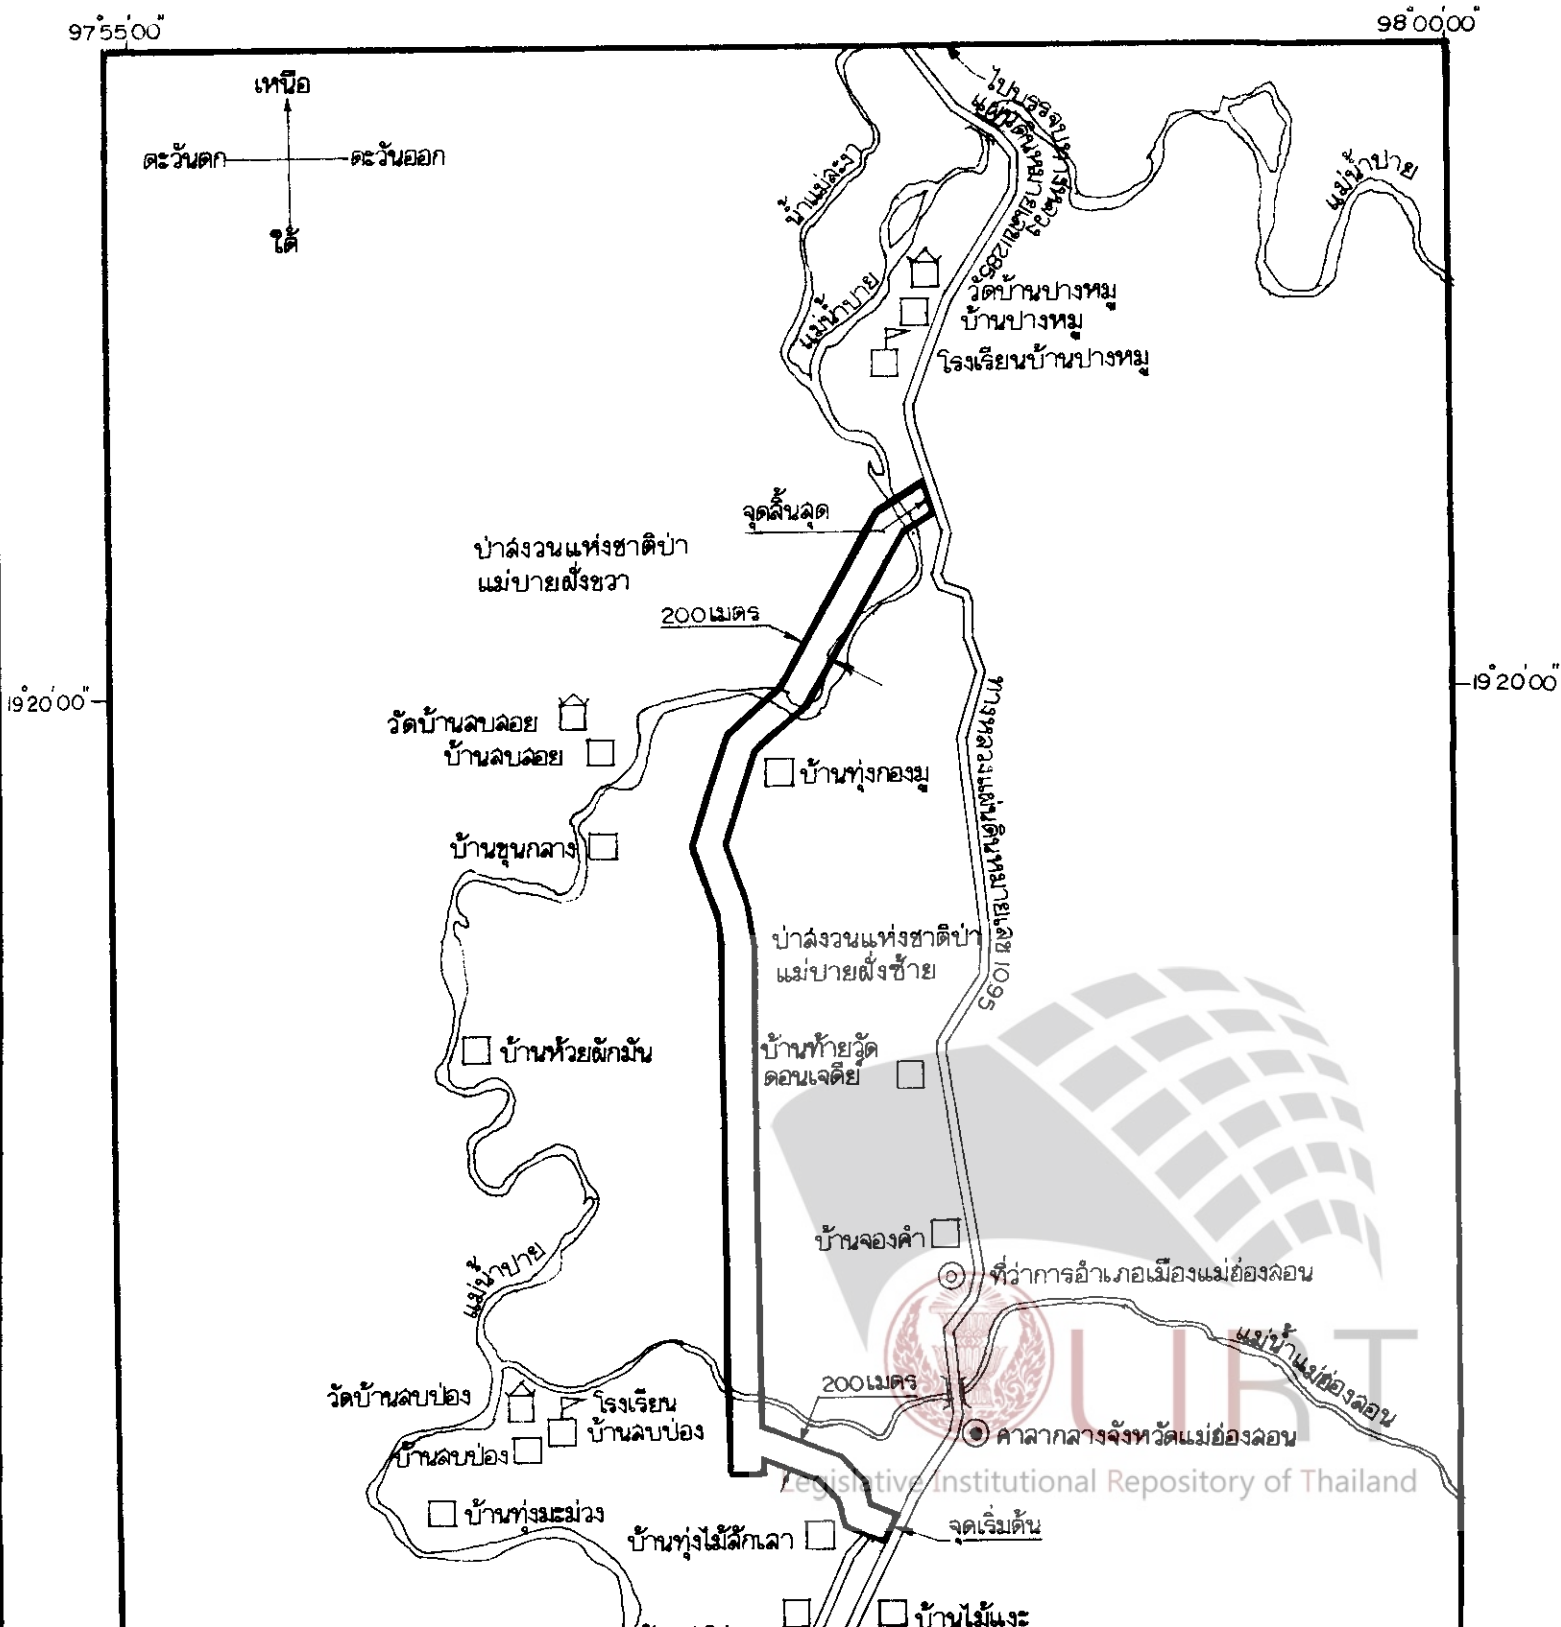 97°55'00"
98°00'00"
เหนือ
ตะวันตก
ตะวันออก
ใต้
ไปบรรจบทางหลวง
แผ่นดินหมายเลข 1285
น้ำแม่สะงา
แม่น้ำปาย
แม่น้ำปาย
วัดบ้านปางหมู
บ้านปางหมู
โรงเรียนบ้านปางหมู
จุดสิ้นสุด
ป่าสงวนแห่งชาติป่า
แม่ปายฝั่งขวา
200 เมตร
19°20'00"
19°20'00"
ทางหลวงแผ่นดินหมายเลข 1095
วัดบ้านสบสอย
บ้านสบสอย
บ้านทุ่งกองมู
บ้านขุนกลาง
ป่าสงวนแห่งชาติป่า
แม่ปายฝั่งซ้าย
บ้านห้วยผักมัน
บ้านท้ายวัด
ดอนเจดีย์
บ้านจองคำ
ที่ว่าการอำเภอเมืองแม่ฮ่องสอน
แม่น้ำปาย
แม่น้ำแม่ฮ่องสอน
LIRT
200 เมตร
วัดบ้านสบป่อง
โรงเรียน
บ้านสบป่อง
บ้านสบป่อง
ศาลากลางจังหวัดแม่ฮ่องสอน
Legislative Institutional Repository of Thailand
บ้านทุ่งมะม่วง
บ้านทุ่งไม้สักเลา
จุดเริ่มต้น
บ้านไม้แงะ